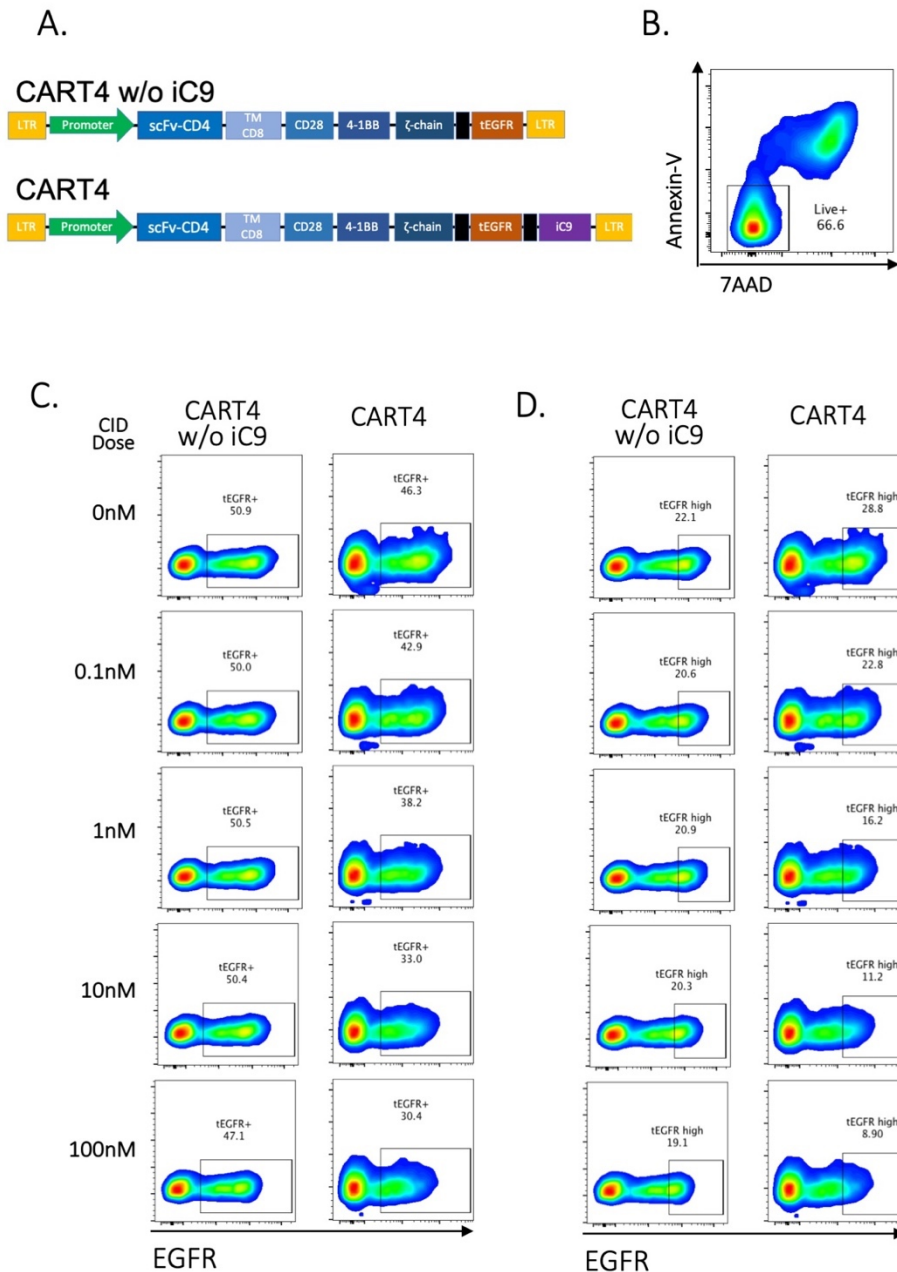 A.
CART4 w/o iC9
LTR Promoter scFv-CD4 TM CD8 CD28 4-1BB ζ-chain tEGFR LTR
CART4
LTR Promoter scFv-CD4 TM CD8 CD28 4-1BB ζ-chain tEGFR iC9 LTR
B.
Annexin-V
Live+
66.6
7AAD
C.
CID
Dose
CART4
w/o iC9
CART4
0nM
tEGFR+
50.9
tEGFR+
46.3
0.1nM
tEGFR+
50.0
tEGFR+
42.9
1nM
tEGFR+
50.5
tEGFR+
38.2
10nM
tEGFR+
50.4
tEGFR+
33.0
100nM
tEGFR+
47.1
tEGFR+
30.4
EGFR
D.
CART4
w/o iC9
CART4
tEGFR high
22.1
tEGFR high
28.8
tEGFR high
20.6
tEGFR high
22.8
tEGFR high
20.9
tEGFR high
16.2
tEGFR high
20.3
tEGFR high
11.2
tEGFR high
19.1
tEGFR high
8.90
EGFR